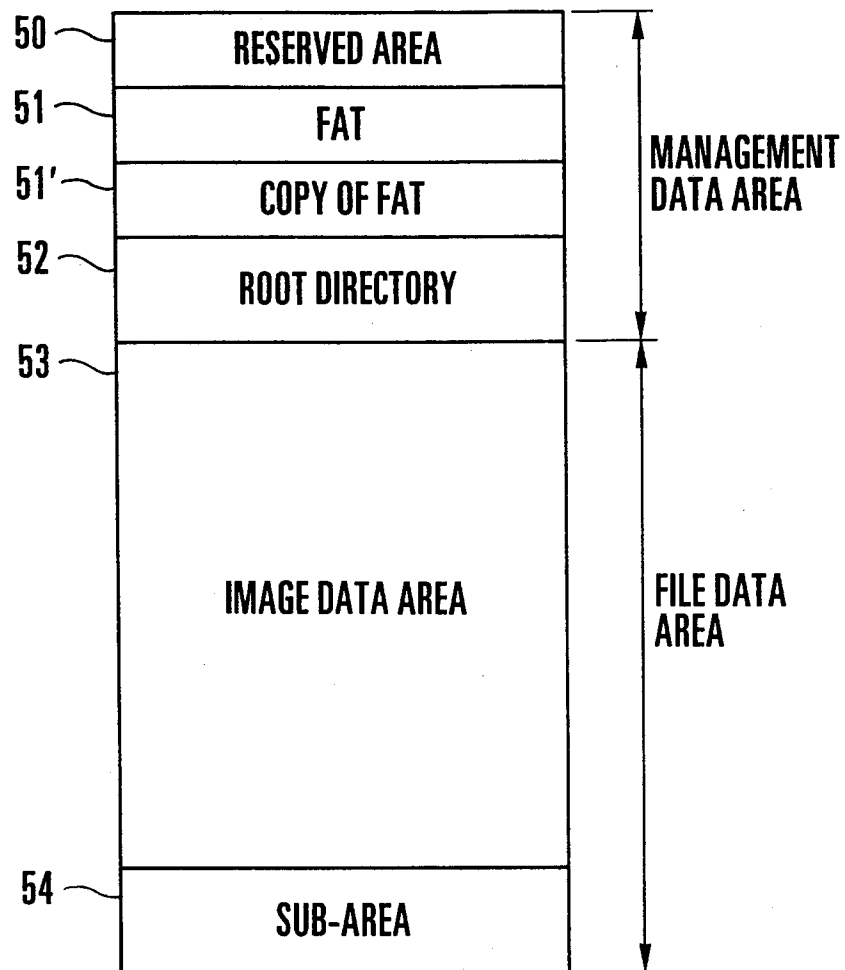 50
RESERVED AREA
51
FAT
51'
COPY OF FAT
52
ROOT DIRECTORY
MANAGEMENT
DATA AREA
53
IMAGE DATA AREA
FILE DATA
AREA
54
SUB-AREA